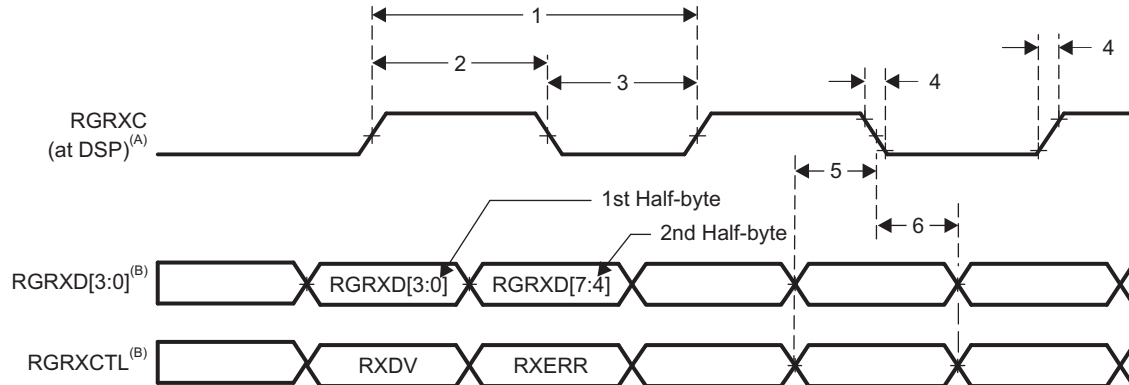 1
4
2
3
4
RGRXC
(at DSP)(A)
5
1st Half-byte
6
2nd Half-byte
RGRXD[3:0](B)
RGRXD[3:0]
RGRXD[7:4]
RGRXCTL(B)
RXDV
RXERR